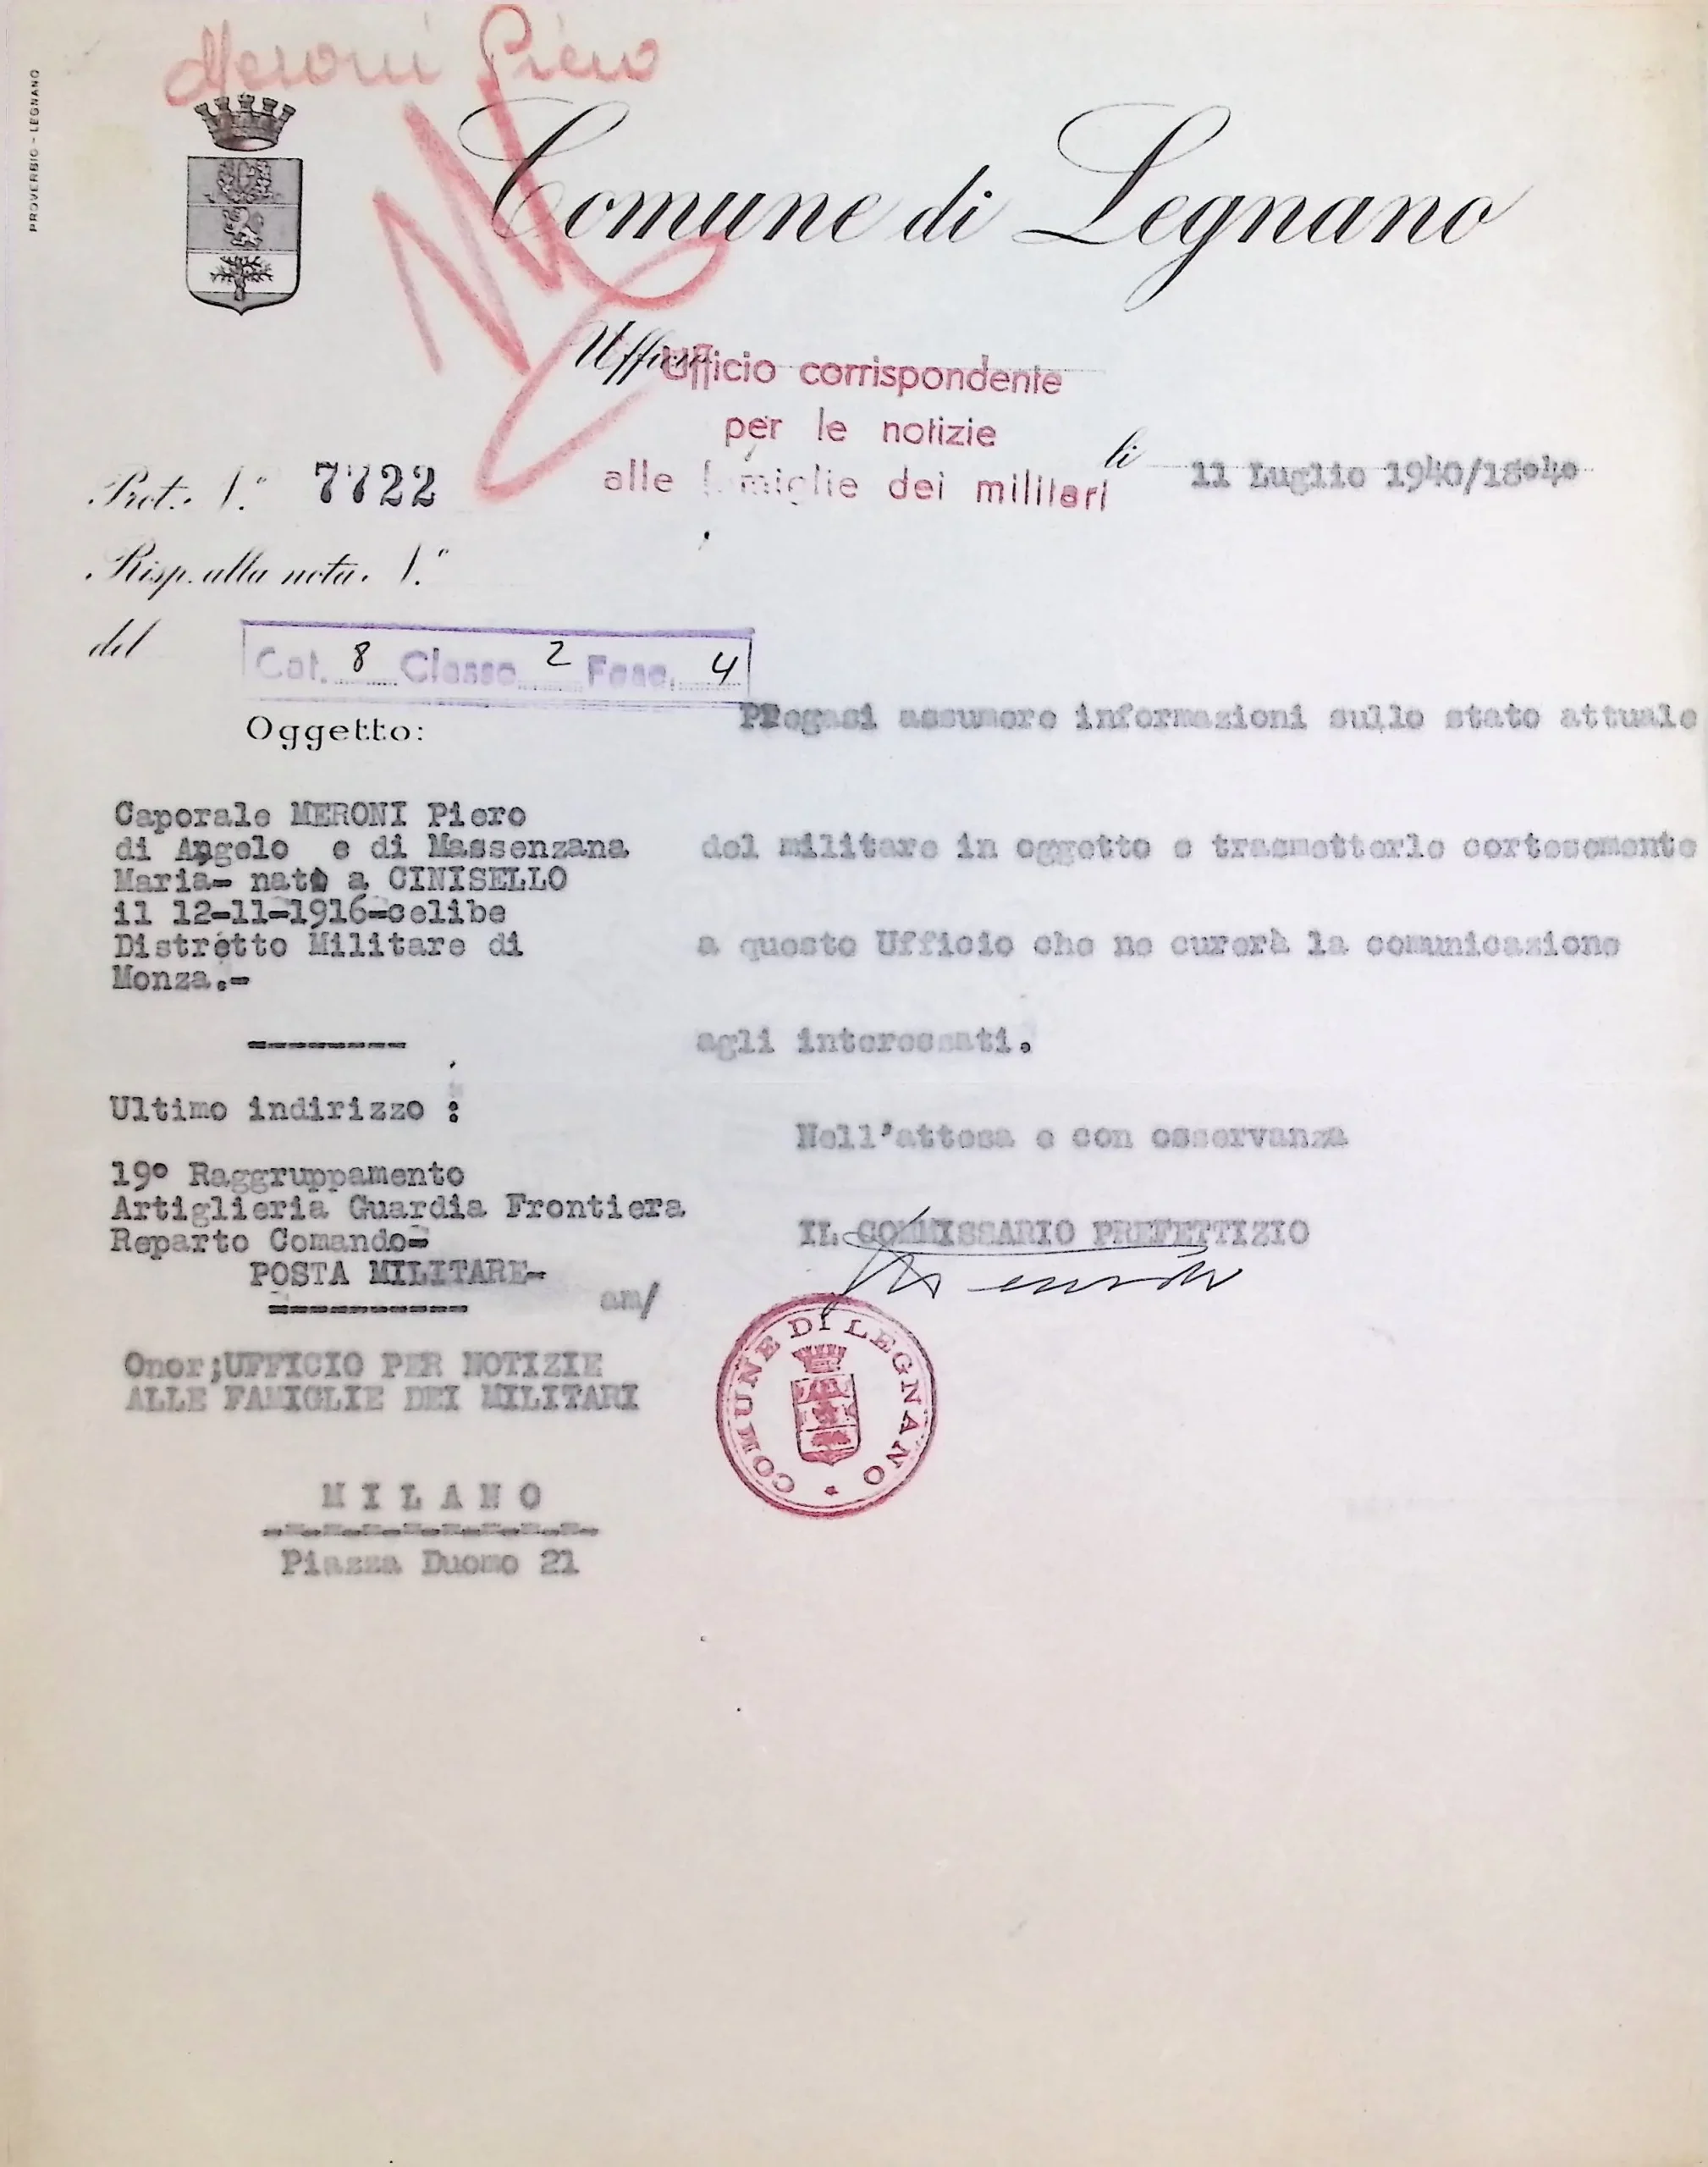 Meroni Piero
PROVERBIO - LEGNANO
Comune di Legnano
Ufficio
Ufficio corrispondente
per le notizie
alle famiglie dei militari
li 11 Luglio 1940/18°
Prot. N.° 7722
Risp. alla nota N.°
del
Cat. 8 Classe 2 Fasc. 4
Oggetto:
Caporale MERONI Piero
di Angelo e di Massenzana
Maria- nato a CINISELLO
il 12-11-1916-celibe
Distretto Militare di
Monza.-
Ultimo indirizzo :
19° Raggruppamento
Artiglieria Guardia Frontiera
Reparto Comando-
POSTA MILITARE-
PRegasi assumere informazioni sullo stato attuale
del militare in oggetto e trasmetterle cortesemente
a questo Ufficio che ne curerà la comunicazione
agli interessati.
Nell'attesa e con osservanza
IL COMMISSARIO PREFETTIZIO
am/
COMUNE DI LEGNANO
Onor;UFFICIO PER NOTIZIE
ALLE FAMIGLIE DEI MILITARI
MILANO
Piazza Duomo 21